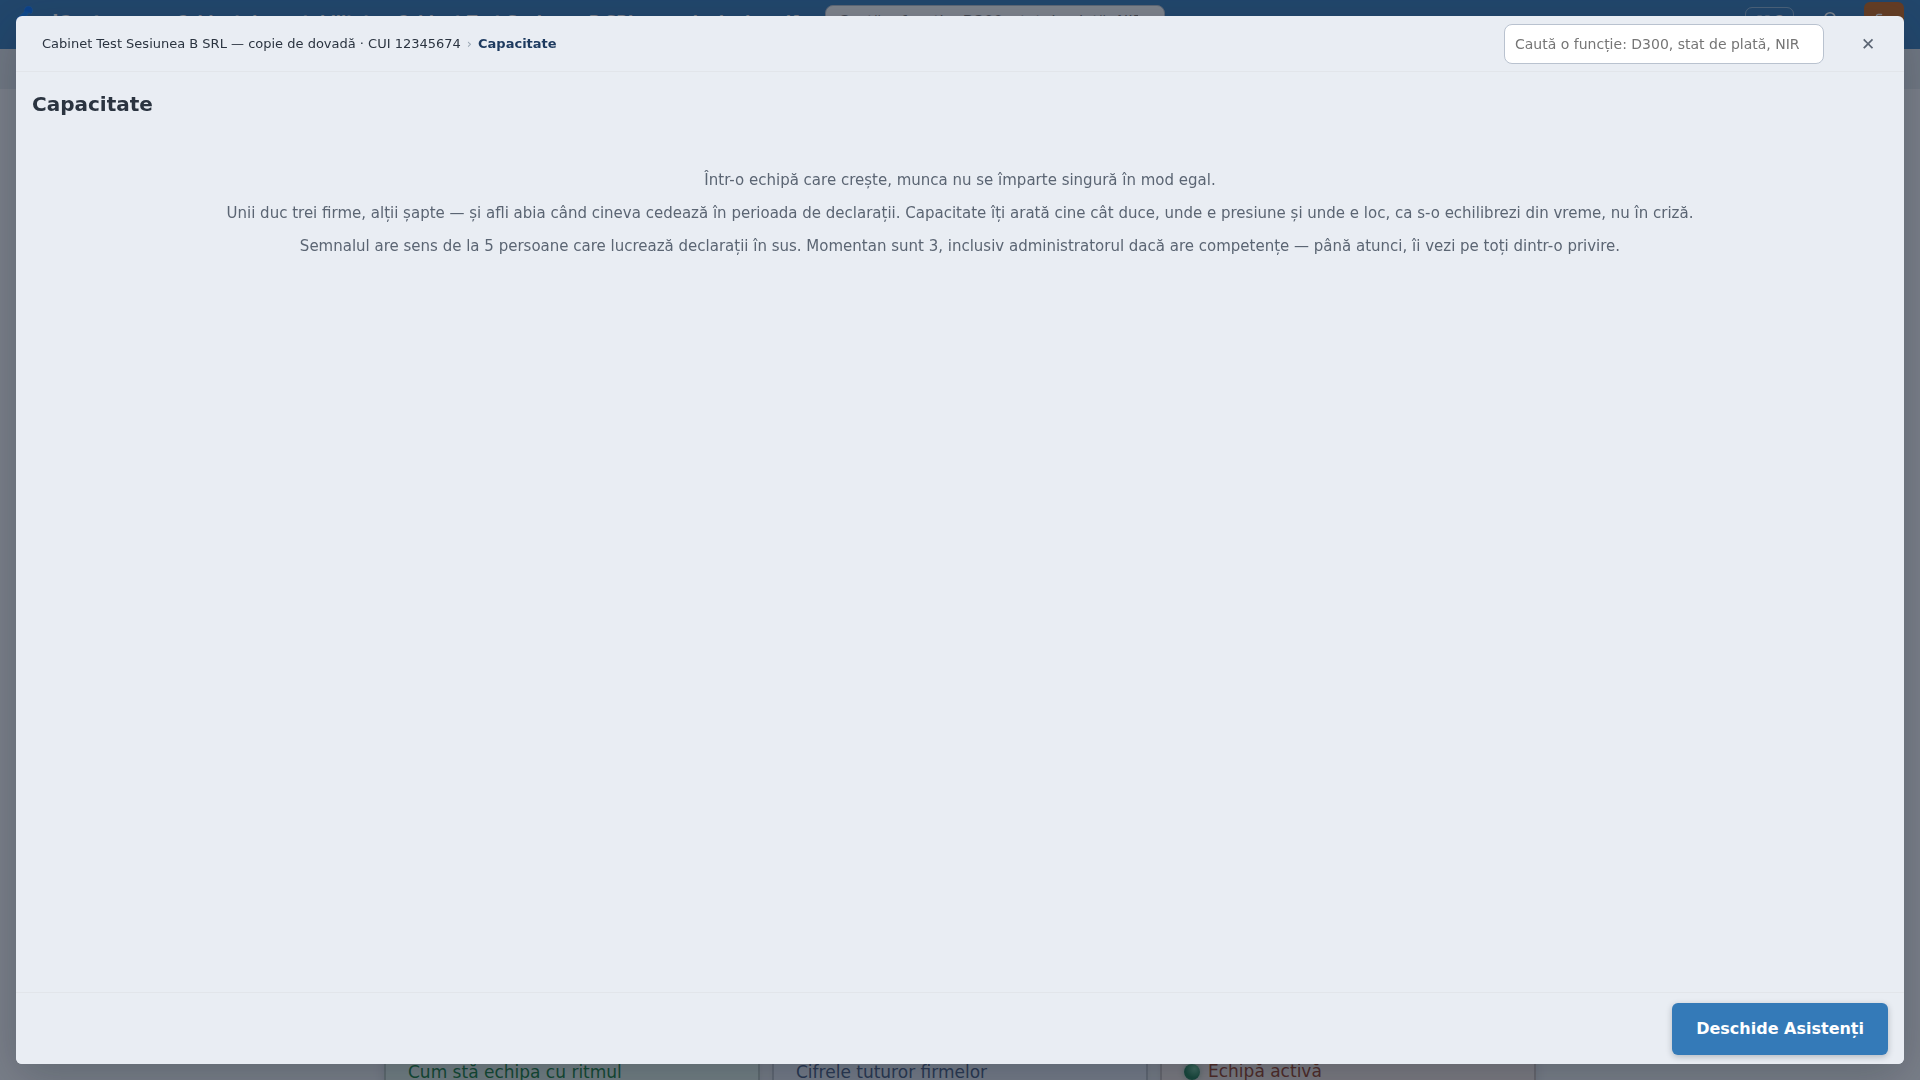 Cabinet Test Sesiunea B SRL — copie de dovadă · CUI 12345674 › Capacitate
Caută o funcție: D300, stat de plată, NIR
✕
Capacitate
Într-o echipă care crește, munca nu se împarte singură în mod egal.
Unii duc trei firme, alții șapte — și afli abia când cineva cedează în perioada de declarații. Capacitate îți arată cine cât duce, unde e presiune și unde e loc, ca s-o echilibrezi din vreme, nu în criză.
Semnalul are sens de la 5 persoane care lucrează declarații în sus. Momentan sunt 3, inclusiv administratorul dacă are competențe — până atunci, îi vezi pe toți dintr-o privire.
Deschide Asistenți
Cum stă echipa cu ritmul
Cifrele tuturor firmelor
Echipă activă